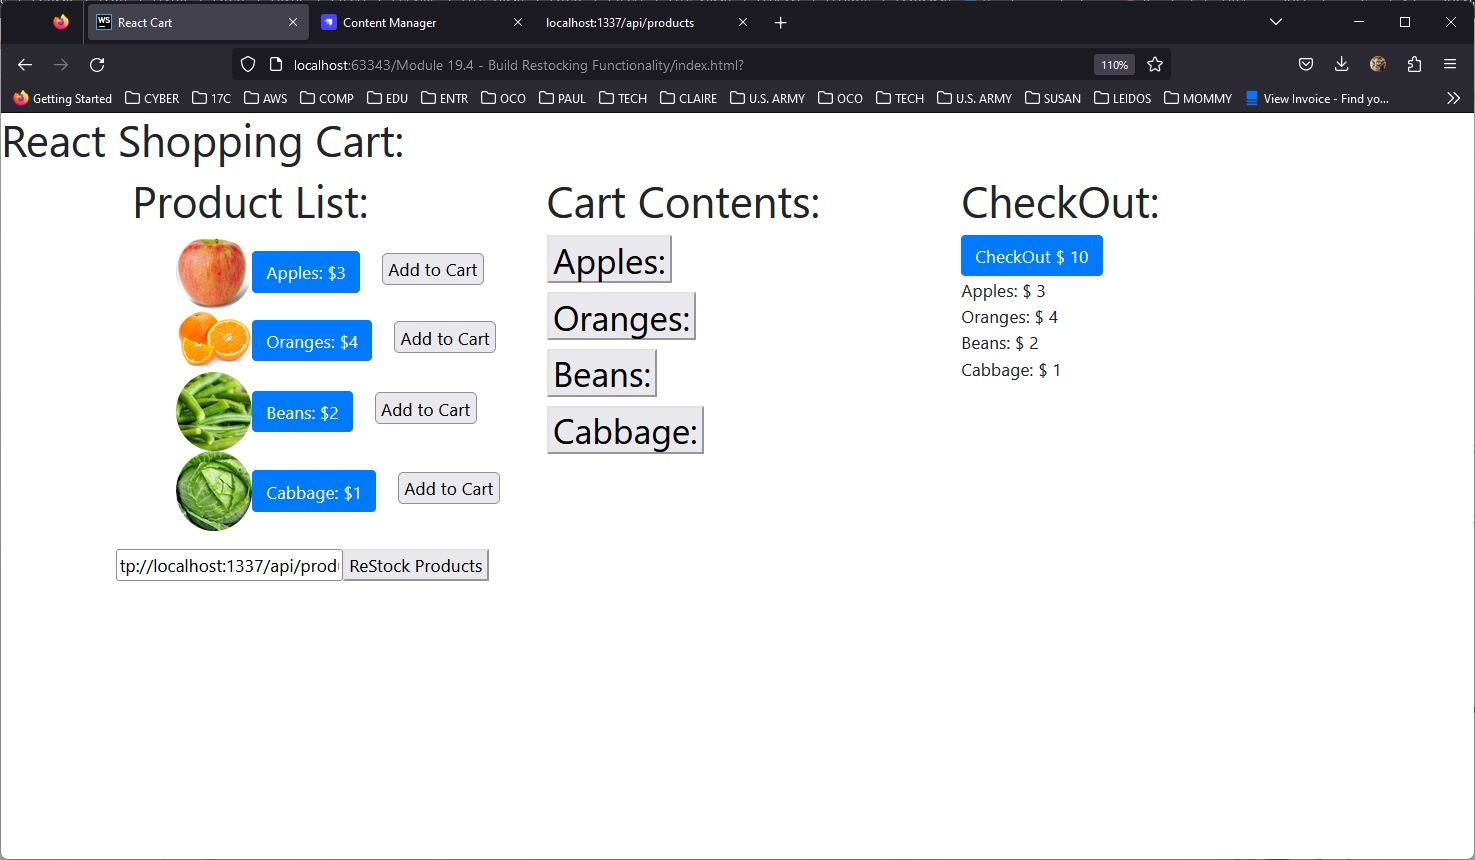 WS React Cart
Content Manager
localhost:1337/api/products
localhost:63343/Module 19.4 - Build Restocking Functionality/index.html?
110%
Getting Started CYBER 17C AWS COMP EDU ENTR OCO PAUL TECH CLAIRE U.S. ARMY OCO TECH U.S. ARMY SUSAN LEIDOS MOMMY View Invoice - Find yo...
React Shopping Cart:
Product List:
Apples: $3 Add to Cart
Oranges: $4 Add to Cart
Beans: $2 Add to Cart
Cabbage: $1 Add to Cart
tp://localhost:1337/api/produ ReStock Products
Cart Contents:
Apples:
Oranges:
Beans:
Cabbage:
CheckOut:
CheckOut $ 10
Apples: $ 3
Oranges: $ 4
Beans: $ 2
Cabbage: $ 1